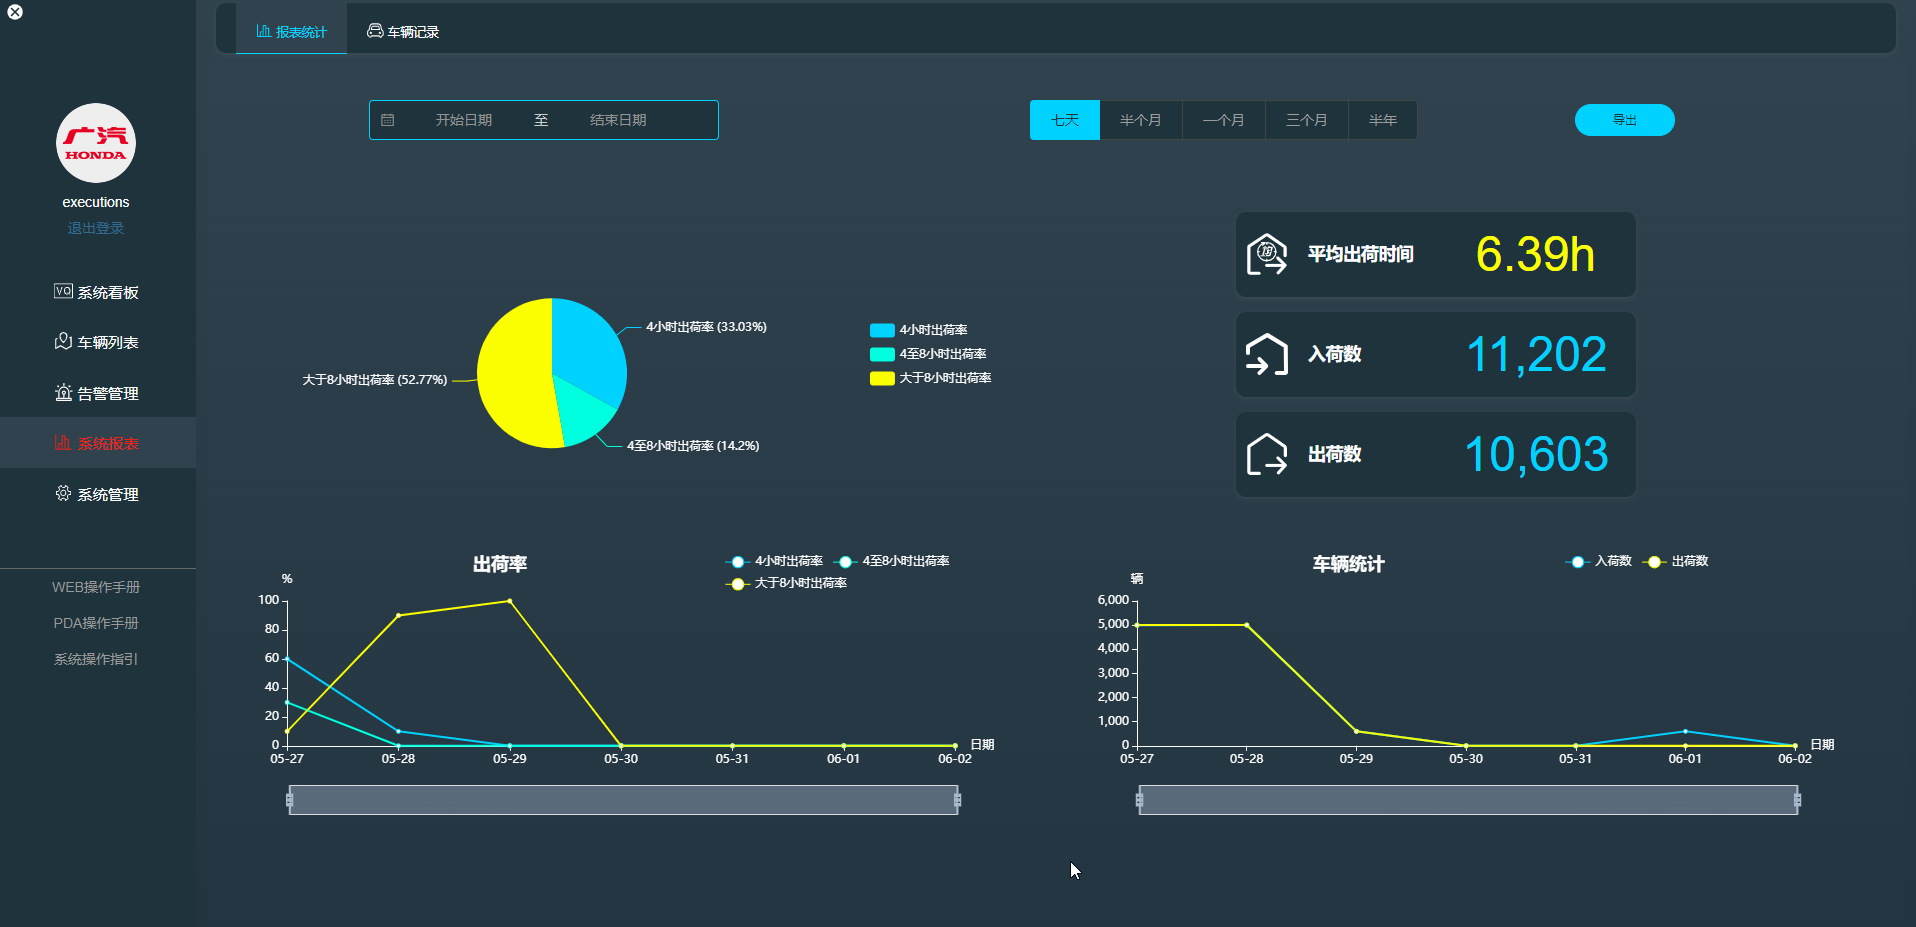 报表统计
车辆记录
广汽
HONDA
executions
退出登录
VQ 系统看板
车辆列表
告警管理
系统报表
系统管理
WEB操作手册
PDA操作手册
系统操作指引
开始日期 至 结束日期
七天 半个月 一个月 三个月 半年
导出
4小时出荷率 (33.03%)
大于8小时出荷率 (52.77%)
4至8小时出荷率 (14.2%)
4小时出荷率
4至8小时出荷率
大于8小时出荷率
均
平均出荷时间 6.39h
入荷数 11,202
出荷数 10,603
出荷率
4小时出荷率 4至8小时出荷率
大于8小时出荷率
%
100
80
60
40
20
0
05-27 05-28 05-29 05-30 05-31 06-01 06-02
日期
车辆统计
入荷数 出荷数
辆
6,000
5,000
4,000
3,000
2,000
1,000
0
05-27 05-28 05-29 05-30 05-31 06-01 06-02
日期